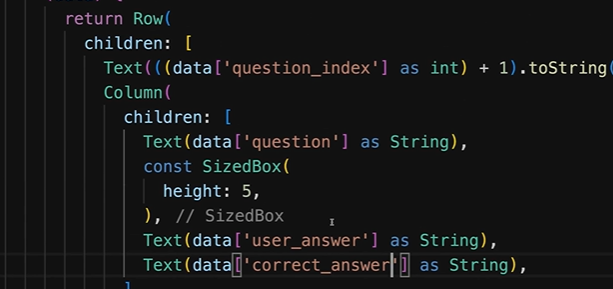 return Row(
children: [
Text(((data['question_index'] as int) + 1).toString(
Column(
children: [
Text(data['question'] as String),
const SizedBox(
height: 5,
), // SizedBox
Text(data['user_answer'] as String),
Text(data['correct_answer'] as String),
]